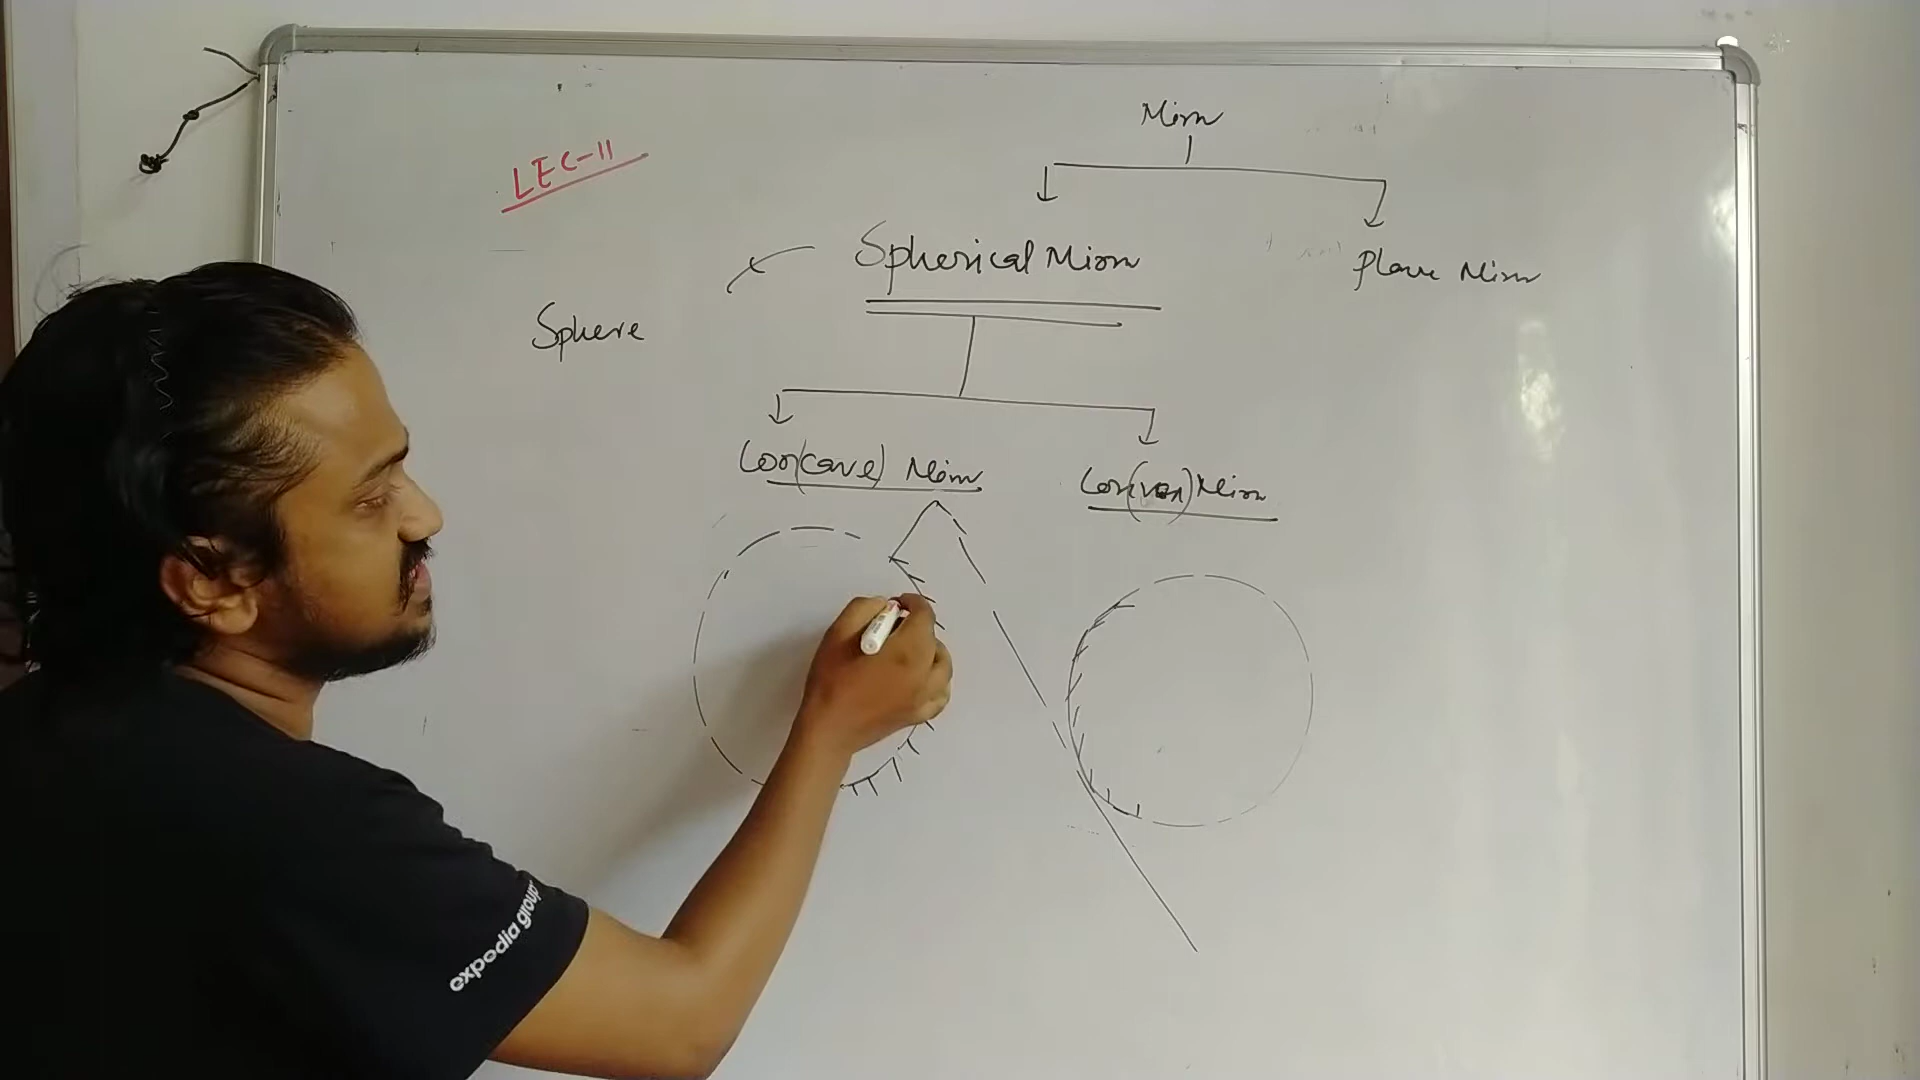 LEC-11
Mirror
Spherical Mirror
Plane Mirror
Sphere
Con(cave) Mirror
Con(vex) Mirror
expedia group